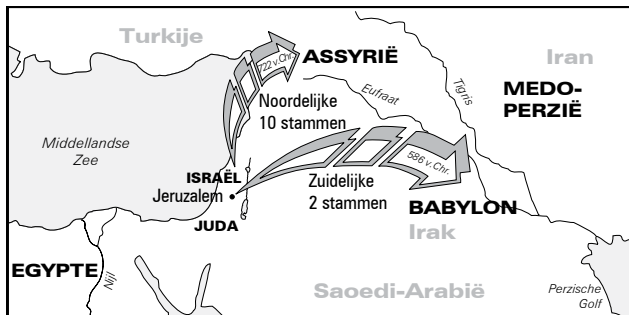 Turkije
Iran
ASSYRIË
722 v.Chr.
Eufraat
Tigris
MEDO-
PERZIË
Noordelijke
10 stammen
Middellandse
Zee
586 v.Chr.
ISRAËL
Jeruzalem
Zuidelijke
2 stammen
JUDA
BABYLON
Irak
EGYPTE
Nijl
Saoedi-Arabië
Perzische
Golf